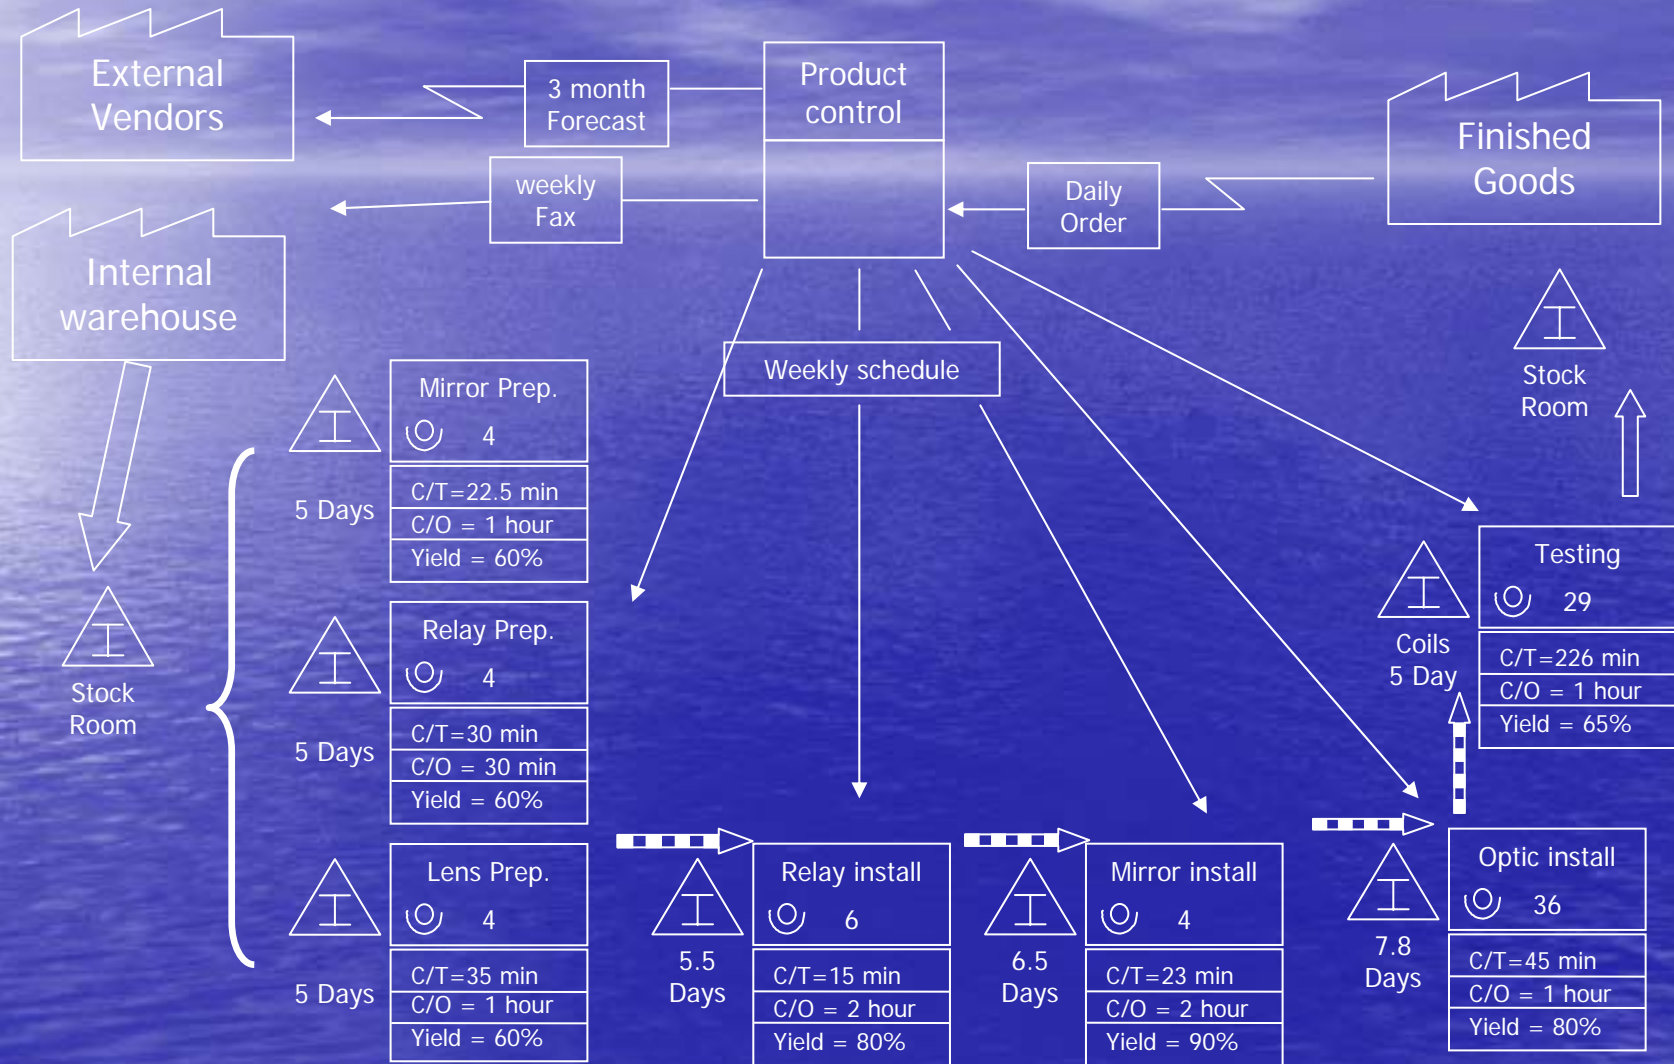 External
Vendors
3 month
Forecast
Product
control
Finished
Goods
weekly
Fax
Daily
Order
Internal
warehouse
Weekly schedule
Stock
Room
Mirror Prep.
4
5 Days
C/T=22.5 min
C/O = 1 hour
Yield = 60%
Relay Prep.
4
5 Days
C/T=30 min
C/O = 30 min
Yield = 60%
Stock
Room
Lens Prep.
4
5 Days
C/T=35 min
C/O = 1 hour
Yield = 60%
Relay install
6
5.5
Days
C/T=15 min
C/O = 2 hour
Yield = 80%
Mirror install
4
6.5
Days
C/T=23 min
C/O = 2 hour
Yield = 90%
Optic install
36
7.8
Days
C/T=45 min
C/O = 1 hour
Yield = 80%
Testing
29
Coils
5 Day
C/T=226 min
C/O = 1 hour
Yield = 65%